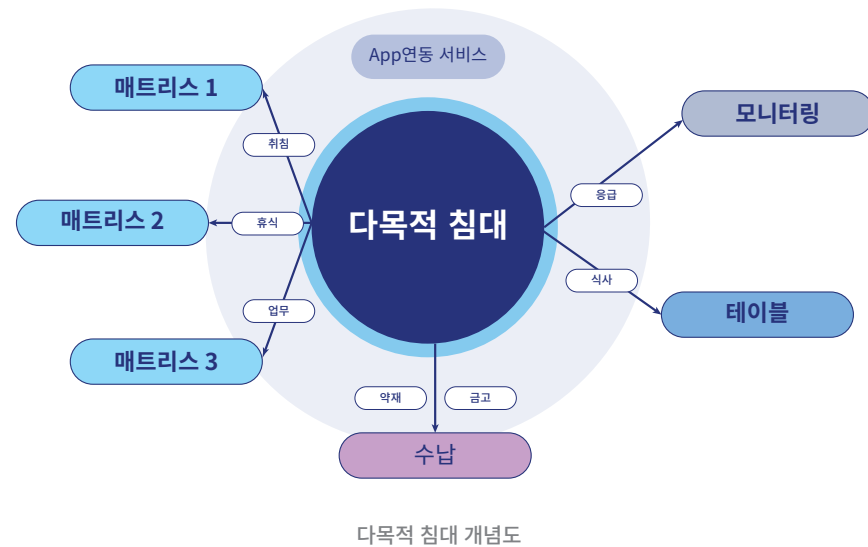 App연동 서비스
매트리스 1
모니터링
취침
응급
매트리스 2
휴식
다목적 침대
식사
업무
테이블
매트리스 3
약재
금고
수납
다목적 침대 개념도